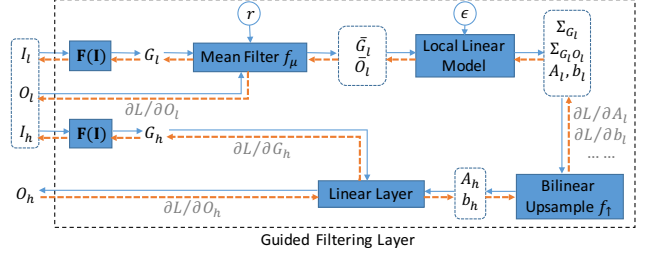 r
ϵ
I_l
F(I)
G_l
Mean Filter f_μ
Ḡ_l
Ō_l
Local Linear
Model
Σ_{G_l}
Σ_{G_l O_l}
A_l, b_l
O_l
∂L/∂O_l
∂L/∂A_l
∂L/∂b_l
... ...
I_h
F(I)
G_h
∂L/∂G_h
O_h
∂L/∂O_h
Linear Layer
A_h
b_h
Bilinear
Upsample f_↑
Guided Filtering Layer